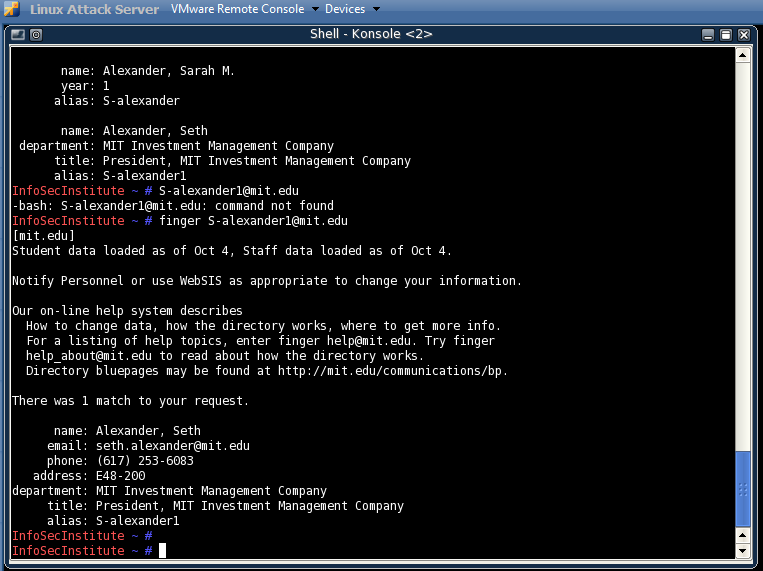 Linux Attack Server VMware Remote Console Devices
Shell - Konsole <2>
name: Alexander, Sarah M.
year: 1
alias: S-alexander
name: Alexander, Seth
department: MIT Investment Management Company
title: President, MIT Investment Management Company
alias: S-alexander1
InfoSecInstitute ~ # S-alexander1@mit.edu
-bash: S-alexander1@mit.edu: command not found
InfoSecInstitute ~ # finger S-alexander1@mit.edu
[mit.edu]
Student data loaded as of Oct 4, Staff data loaded as of Oct 4.
Notify Personnel or use WebSIS as appropriate to change your information.
Our on-line help system describes
How to change data, how the directory works, where to get more info.
For a listing of help topics, enter finger help@mit.edu. Try finger
help_about@mit.edu to read about how the directory works.
Directory bluepages may be found at http://mit.edu/communications/bp.
There was 1 match to your request.
name: Alexander, Seth
email: seth.alexander@mit.edu
phone: (617) 253-6083
address: E48-200
department: MIT Investment Management Company
title: President, MIT Investment Management Company
alias: S-alexander1
InfoSecInstitute ~ #
InfoSecInstitute ~ #